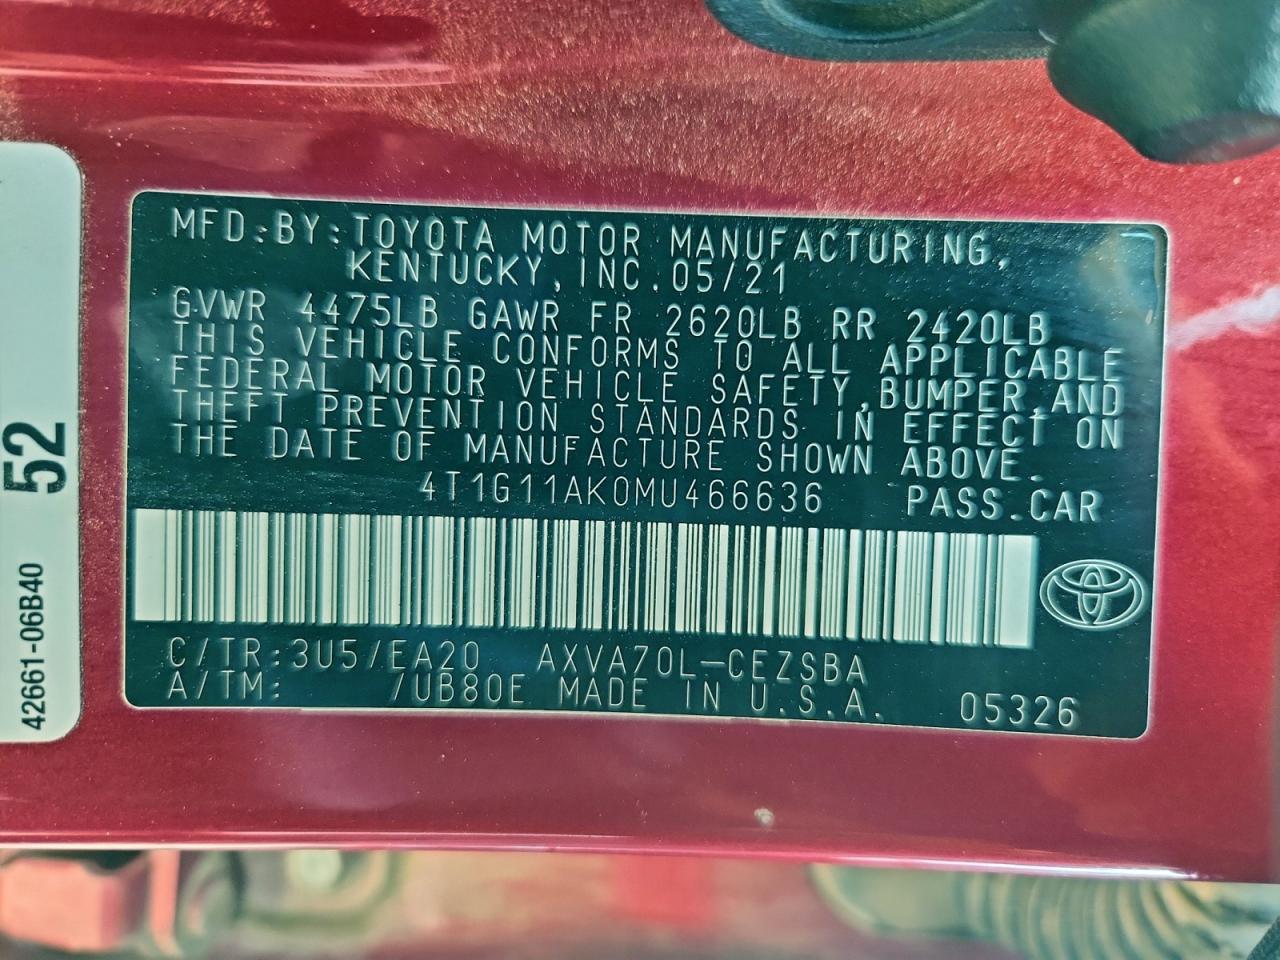 MFD.BY:TOYOTA MOTOR MANUFACTURING,
KENTUCKY, INC. 05/21
GVWR 4475LB GAWR FR 2620LB RR 2420LB
THIS VEHICLE CONFORMS TO ALL APPLICABLE
FEDERAL MOTOR VEHICLE SAFETY, BUMPER, AND
THEFT PREVENTION STANDARDS IN EFFECT ON
THE DATE OF MANUFACTURE SHOWN ABOVE.
4T1G11AK0MU466636 PASS.CAR
C/TR:3U5/EA20 AXVA70L-CEZSBA
A/TM: /UB80E MADE IN U.S.A. 05326
52
42661-06B40